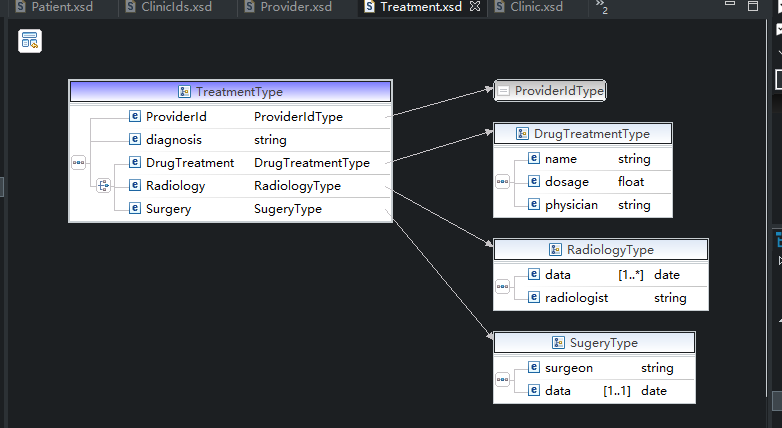 Patient.xsd ClinicIds.xsd Provider.xsd Treatment.xsd Clinic.xsd 2
TreatmentType
ProviderId ProviderIdType
diagnosis string
DrugTreatment DrugTreatmentType
Radiology RadiologyType
Surgery SugeryType
ProviderIdType
DrugTreatmentType
name string
dosage float
physician string
RadiologyType
data [1..*] date
radiologist string
SugeryType
surgeon string
data [1..1] date